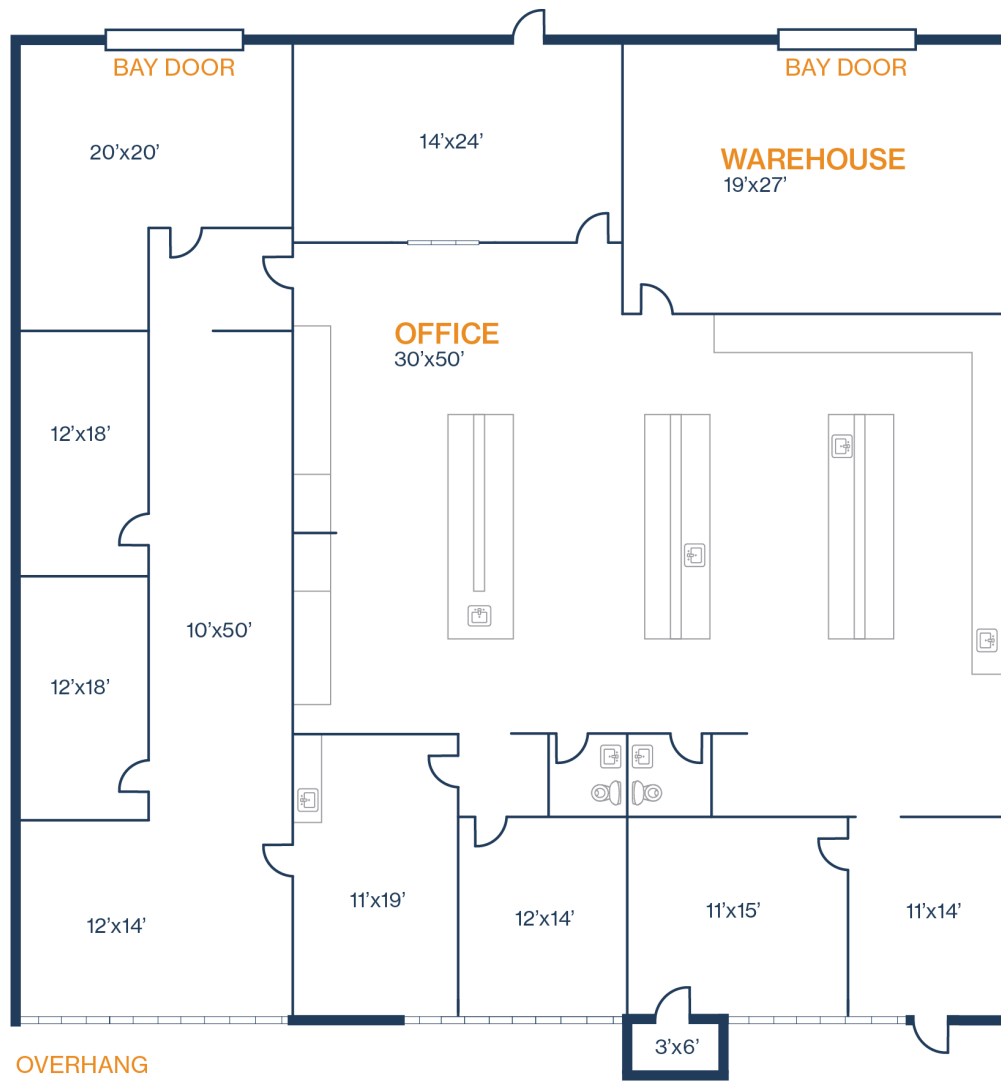 BAY DOOR
BAY DOOR
20’x20’
14’x24’
WAREHOUSE
19’x27’
OFFICE
30’x50’
12’x18’
10’x50’
12’x18’
12’x14’
11’x19’
12’x14’
11’x15’
11’x14’
3’x6’
OVERHANG